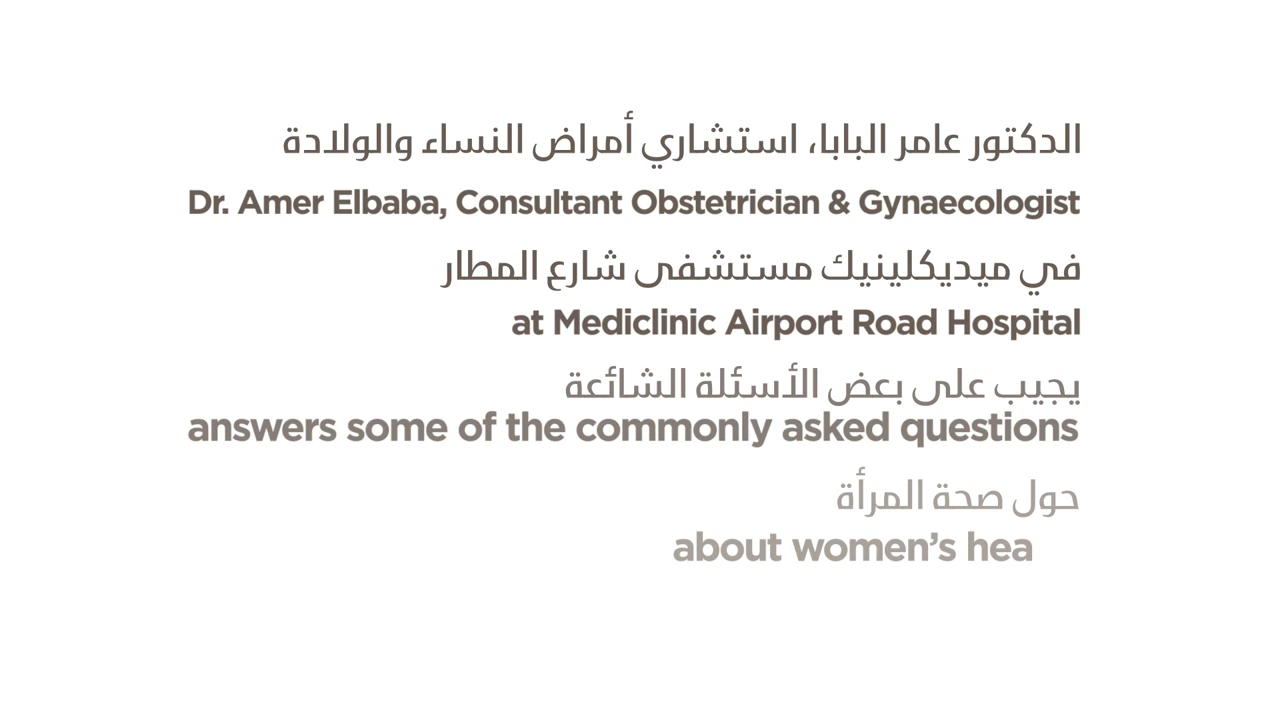 الدكتور عامر البابا، استشاري أمراض النساء والولادة
Dr. Amer Elbaba, Consultant Obstetrician & Gynaecologist
في ميديكلينيك مستشفى شارع المطار
at Mediclinic Airport Road Hospital
يجيب على بعض الأسئلة الشائعة
answers some of the commonly asked questions
حول صحة المرأة
about women’s hea